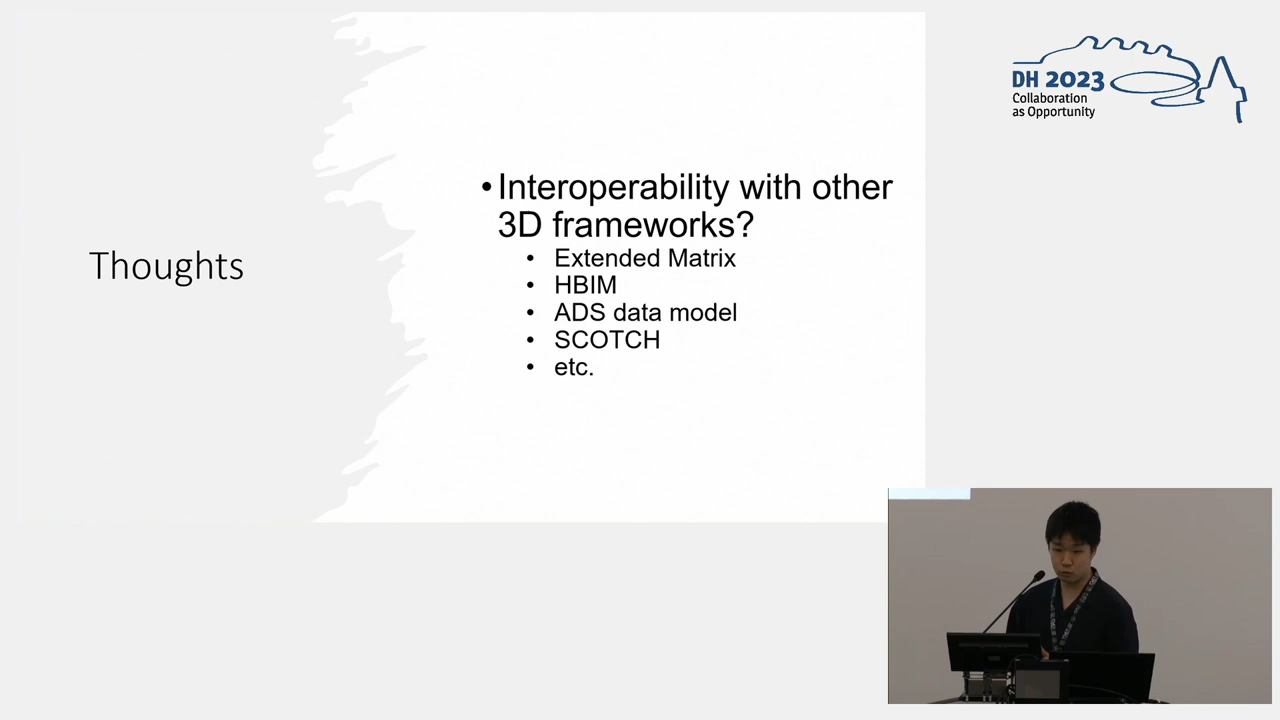 Thoughts
• Interoperability with other
3D frameworks?
• Extended Matrix
• HBIM
• ADS data model
• SCOTCH
• etc.
DH 2023
Collaboration
as Opportunity